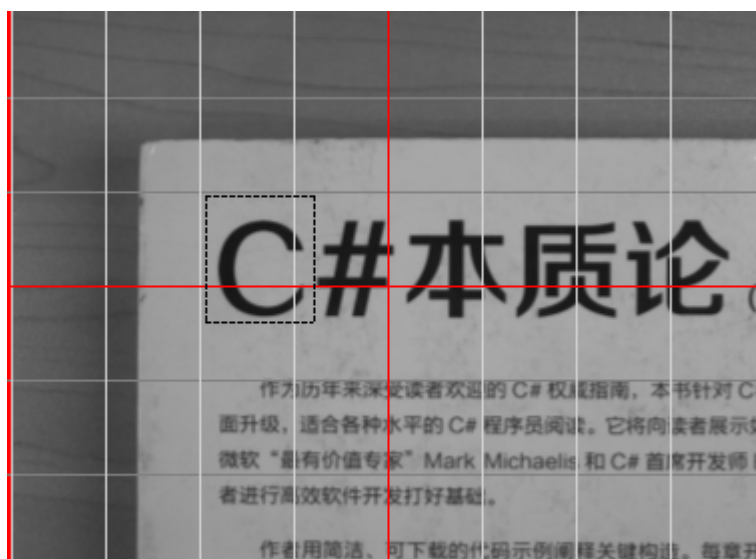 C#本质论(
作为历年来深受读者欢迎的 C# 权威指南，本书针对 C
面升级，适合各种水平的 C# 程序员阅读。它将向读者展示如
微软“最有价值专家”Mark Michaelis 和 C# 首席开发师
者进行高效软件开发打好基础。
作者用简洁、可下载的代码示例阐释关键构造。每章